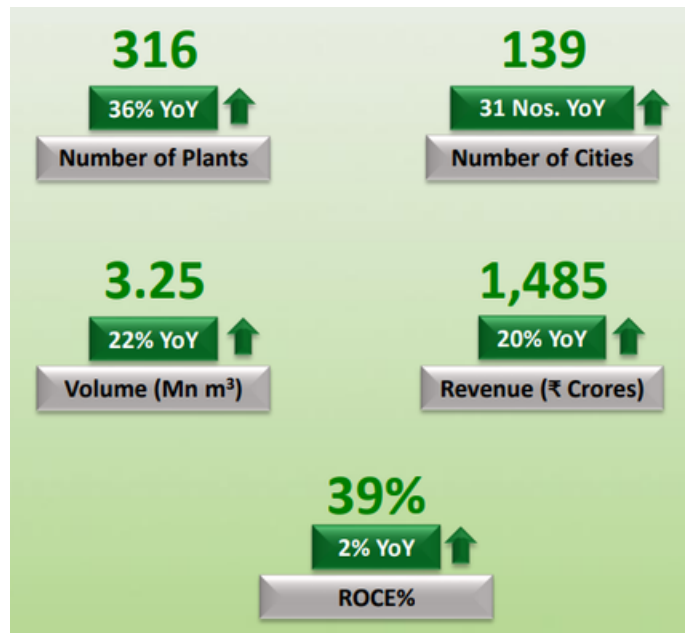 316
36% YoY
Number of Plants
139
31 Nos. YoY
Number of Cities
3.25
22% YoY
Volume (Mn m³)
1,485
20% YoY
Revenue (₹ Crores)
39%
2% YoY
ROCE%